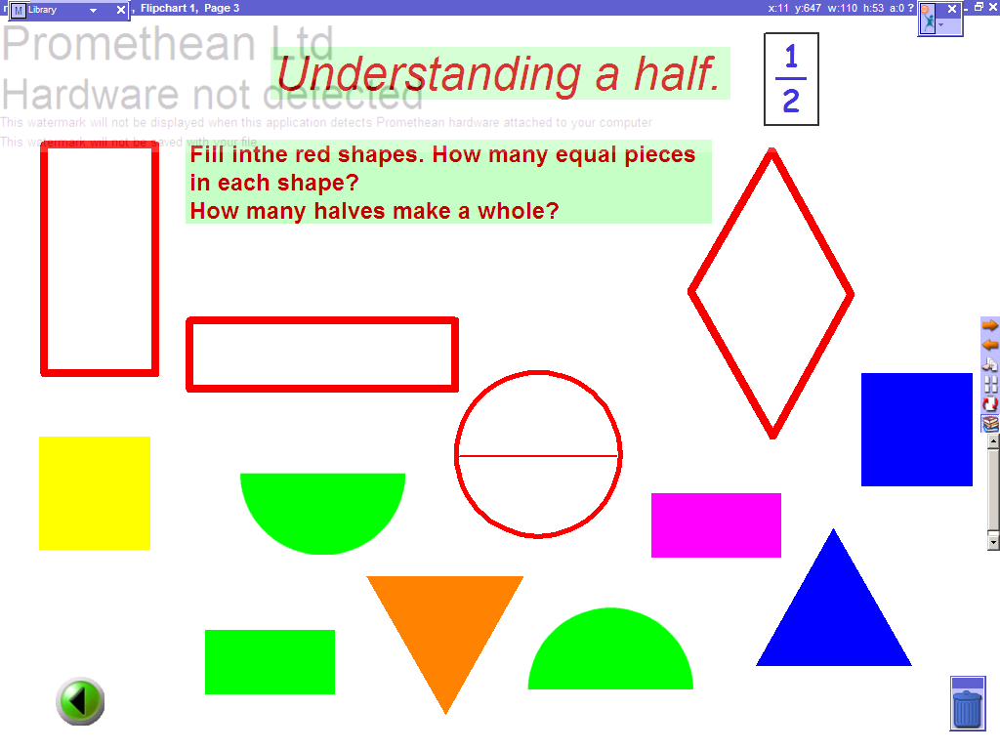 M Library , Flipchart 1, Page 3 x:11 y:647 w:110 h:53 a:0 ?
Promethean Ltd
Hardware not detected
This watermark will not be displayed when this application detects Promethean hardware attached to your computer
This watermark will not be saved with your file
Understanding a half.
1
2
Fill inthe red shapes. How many equal pieces
in each shape?
How many halves make a whole?